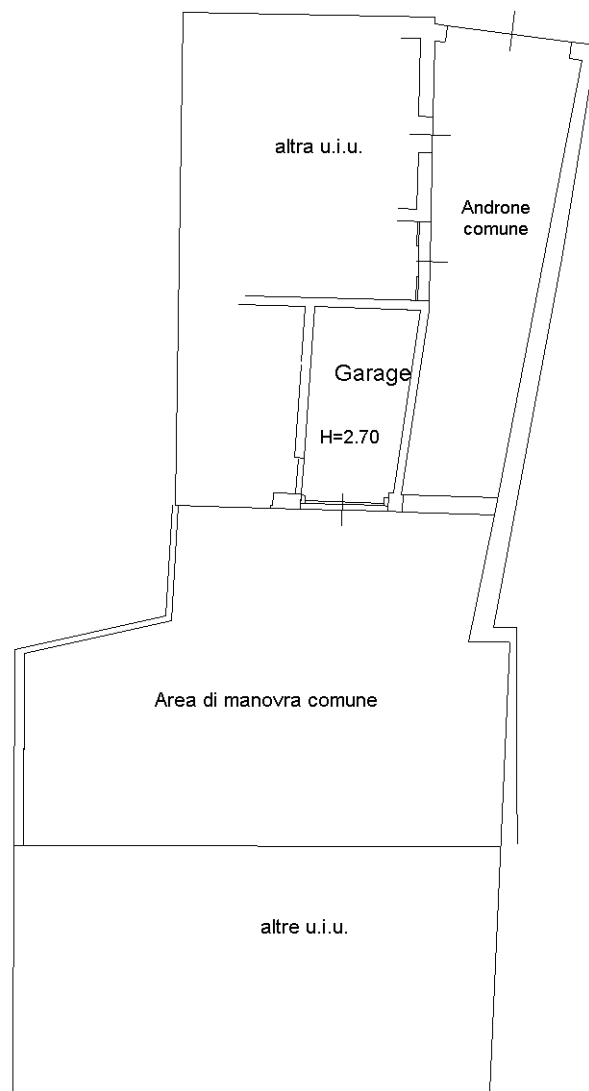 altra u.i.u.
Androne
comune
Garage
H=2.70
Area di manovra comune
altre u.i.u.